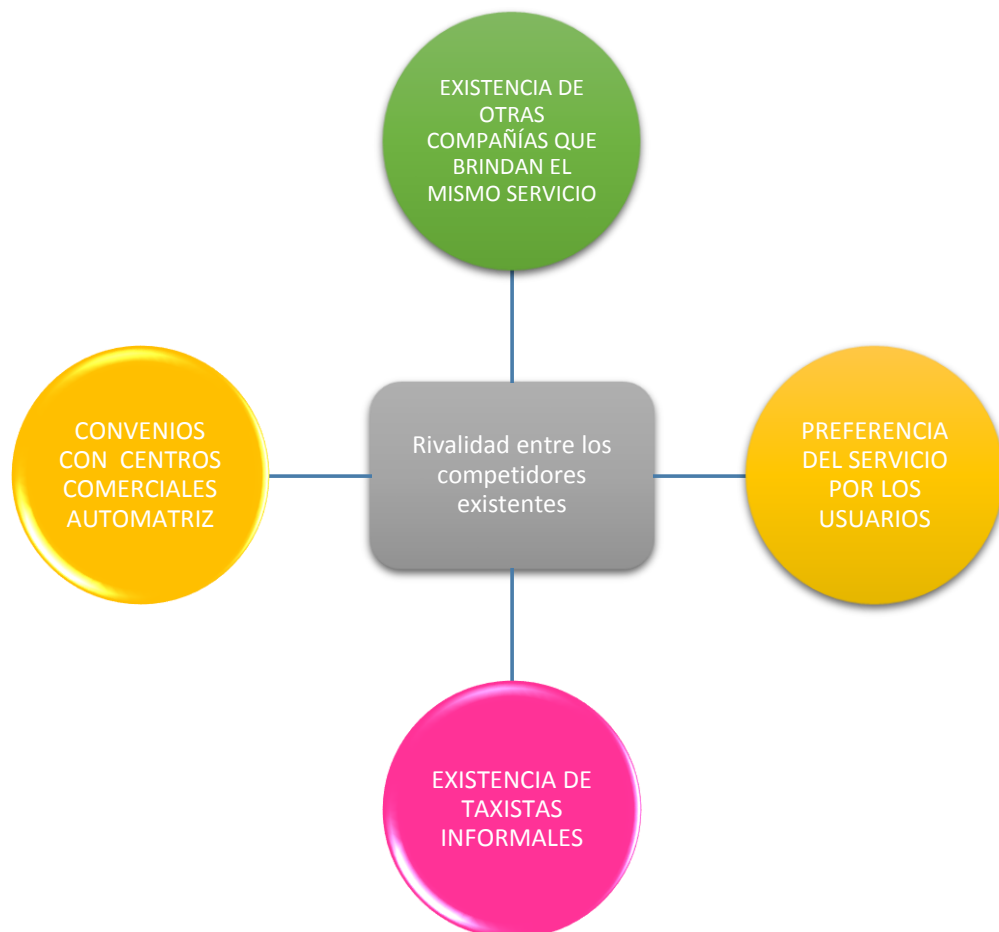 EXISTENCIA DE
OTRAS
COMPAÑÍAS QUE
BRINDAN EL
MISMO SERVICIO
CONVENIOS
CON CENTROS
COMERCIALES
AUTOMATRIZ
Rivalidad entre los
competidores
existentes
PREFERENCIA
DEL SERVICIO
POR LOS
USUARIOS
EXISTENCIA DE
TAXISTAS
INFORMALES